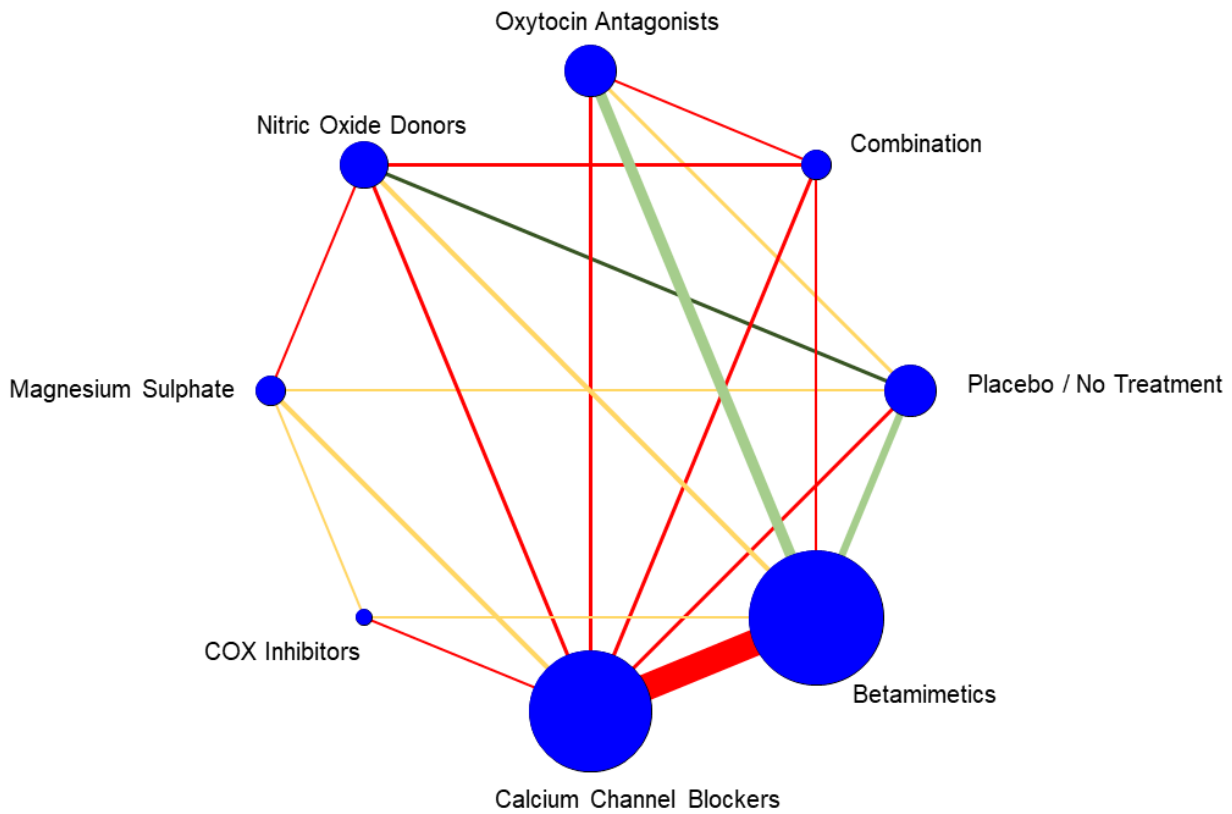 Oxytocin Antagonists
Nitric Oxide Donors
Combination
Magnesium Sulphate
Placebo / No Treatment
COX Inhibitors
Betamimetics
Calcium Channel Blockers